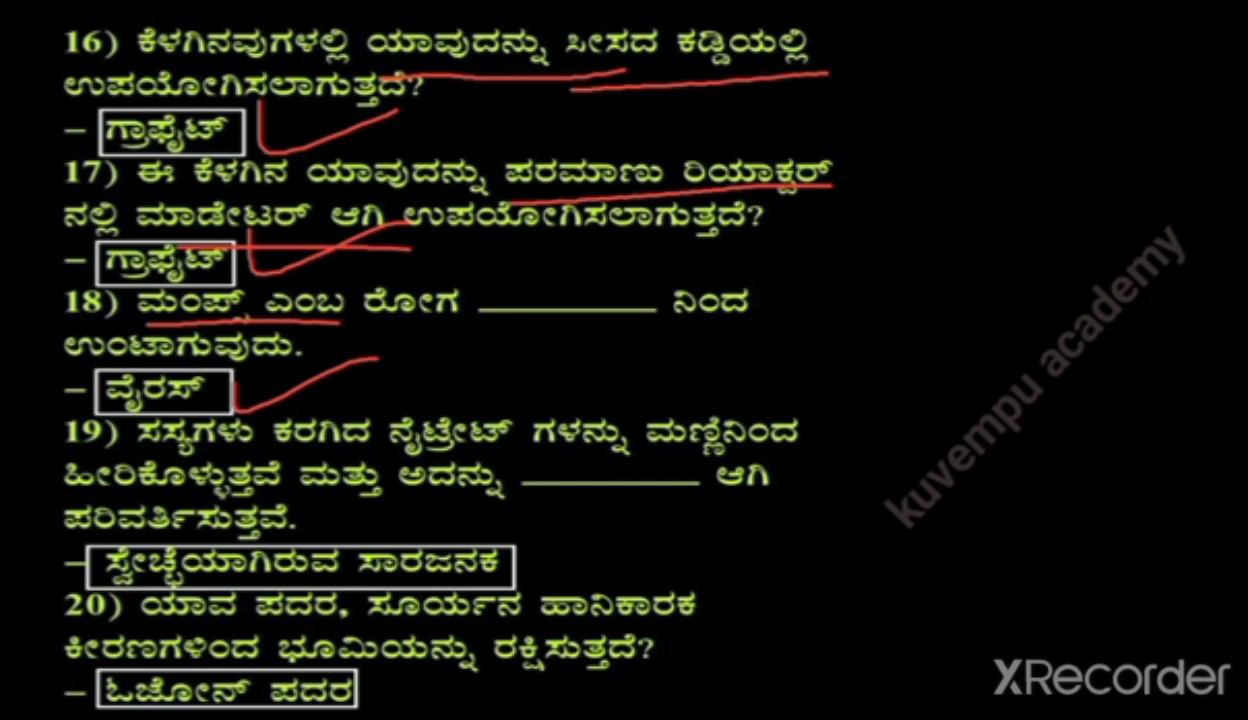 16) ಕೆಳಗಿನವುಗಳಲ್ಲಿ ಯಾವುದನ್ನು ಸೀಸದ ಕಡ್ಡಿಯಲ್ಲಿ
ಉಪಯೋಗಿಸಲಾಗುತ್ತದೆ?
– ಗ್ರಾಫೈಟ್
17) ಈ ಕೆಳಗಿನ ಯಾವುದನ್ನು ಪರಮಾಣು ರಿಯಾಕ್ಟರ್
ನಲ್ಲಿ ಮಾಡೇಟರ್ ಆಗಿ ಉಪಯೋಗಿಸಲಾಗುತ್ತದೆ?
– ಗ್ರಾಫೈಟ್
18) ಮಂಪ್ಸ್ ಎಂಬ ರೋಗ ________ ನಿಂದ
ಉಂಟಾಗುವುದು.
– ವೈರಸ್
19) ಸಸ್ಯಗಳು ಕರಗಿದ ನೈಟ್ರೇಟ್ ಗಳನ್ನು ಮಣ್ಣಿನಿಂದ
ಹೀರಿಕೊಳ್ಳುತ್ತವೆ ಮತ್ತು ಅದನ್ನು ________ ಆಗಿ
ಪರಿವರ್ತಿಸುತ್ತವೆ.
– ಸ್ವೇಚ್ಛೆಯಾಗಿರುವ ಸಾರಜನಕ
20) ಯಾವ ಪದರ, ಸೂರ್ಯನ ಹಾನಿಕಾರಕ
ಕೀರಣಗಳಿಂದ ಭೂಮಿಯನ್ನು ರಕ್ಷಿಸುತ್ತದೆ?
– ಓಜೋನ್ ಪದರ
kuvempu academy
XRecorder